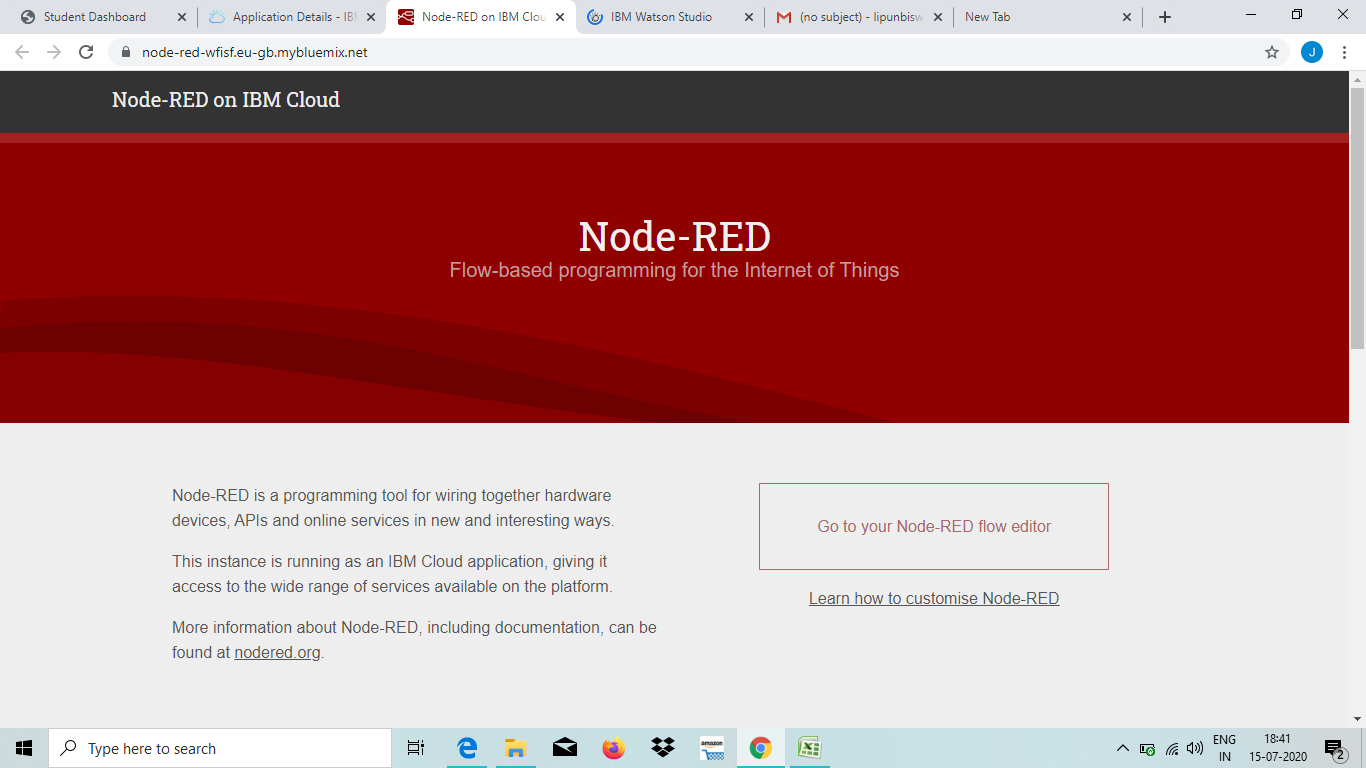 Student Dashboard
Application Details - IBM
Node-RED on IBM Clou
IBM Watson Studio
(no subject) - lipunbisw
New Tab
node-red-wfisf.eu-gb.mybluemix.net
J
Node-RED on IBM Cloud
Node-RED
Flow-based programming for the Internet of Things
Node-RED is a programming tool for wiring together hardware
devices, APIs and online services in new and interesting ways.
This instance is running as an IBM Cloud application, giving it
access to the wide range of services available on the platform.
More information about Node-RED, including documentation, can be
found at nodered.org.
Go to your Node-RED flow editor
Learn how to customise Node-RED
Type here to search
amazon
ENG
IN
18:41
15-07-2020
2